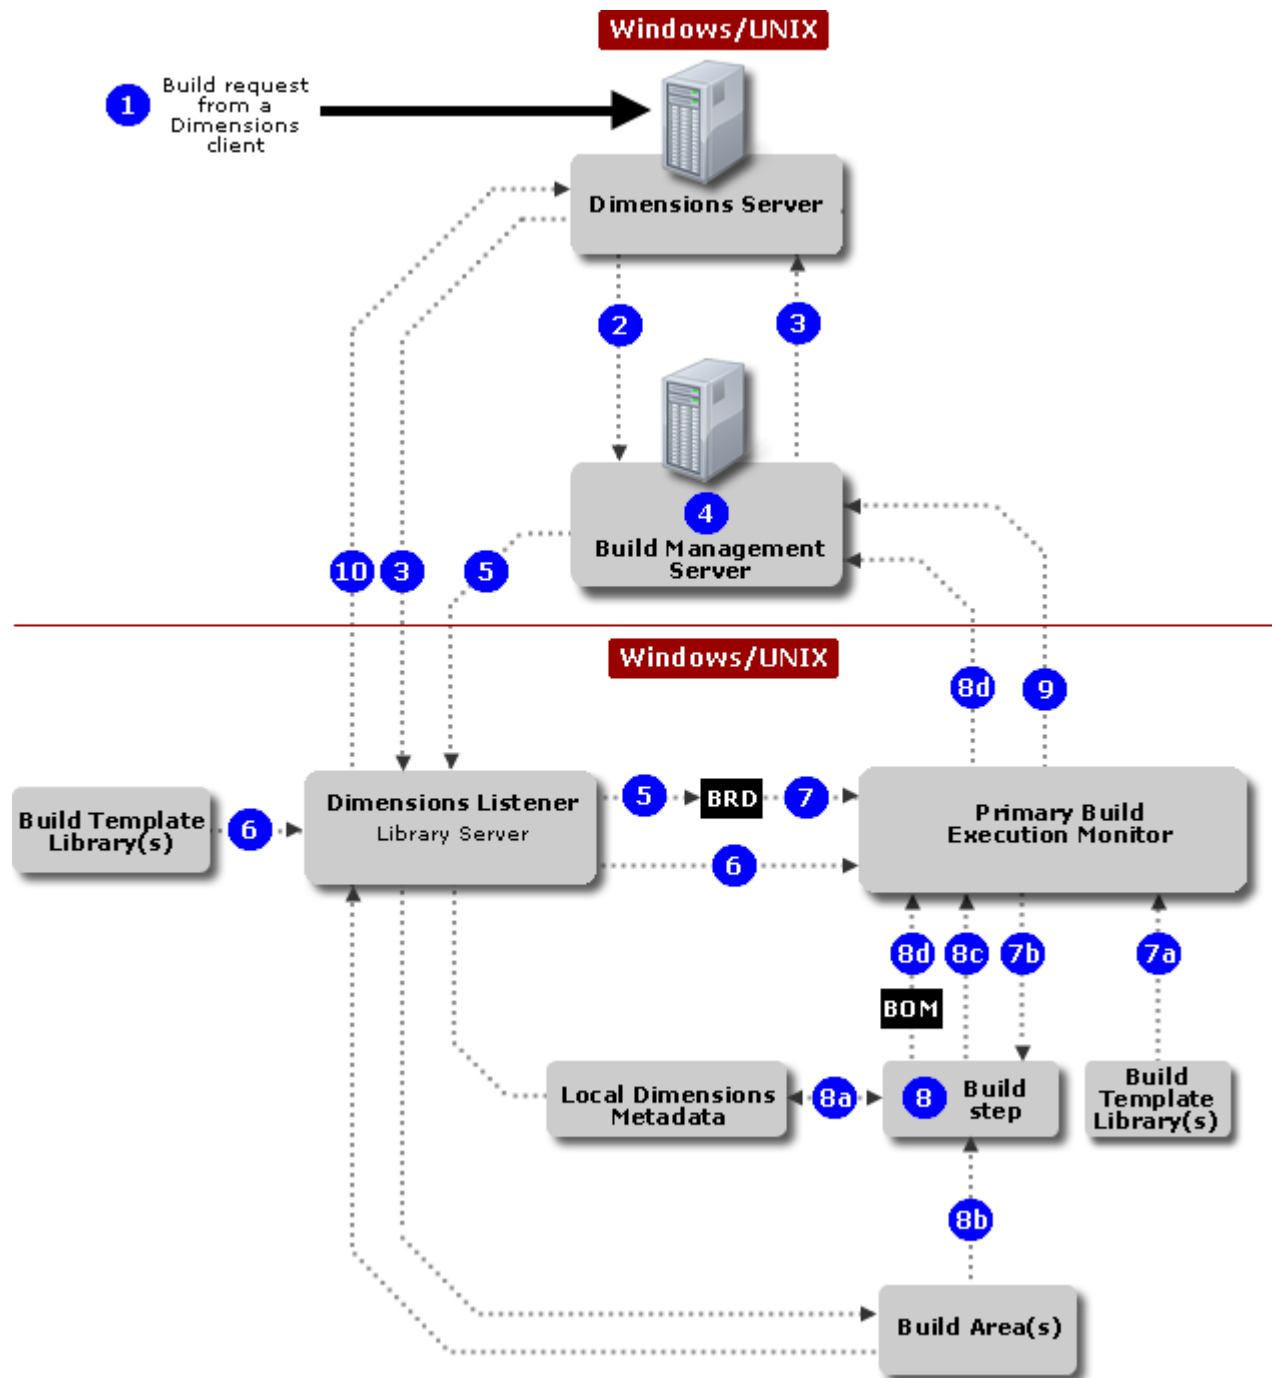 Windows/UNIX
1
Build request
from a
Dimensions
client
Dimensions Server
2
3
4
Build Management
Server
10
3
5
Windows/UNIX
8d
9
Build Template
Library(s)
6
Dimensions Listener
Library Server
5
BRD
7
6
Primary Build
Execution Monitor
8d
8c
7b
7a
BOM
Local Dimensions
Metadata
8a
8
Build
step
Build
Template
Library(s)
8b
Build Area(s)